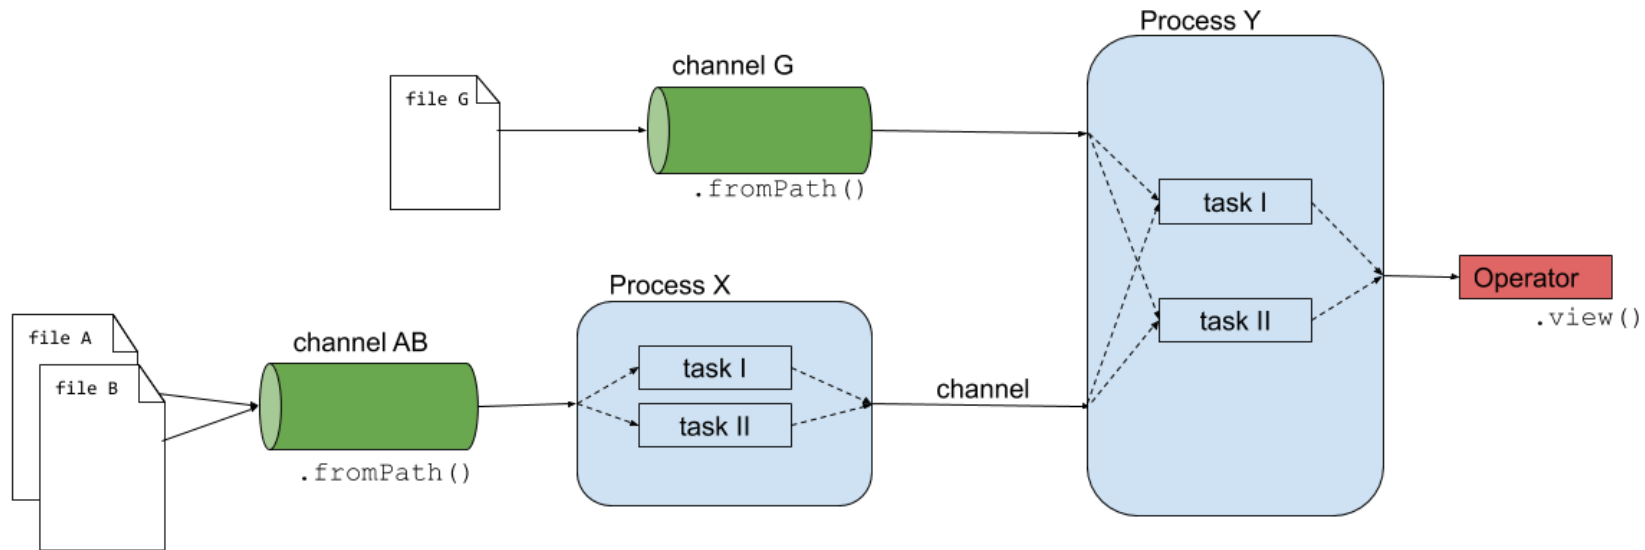 Process Y
channel G
file G
.fromPath()
task I
task II
Operator
.view()
Process X
file A
file B
channel AB
.fromPath()
task I
task II
channel